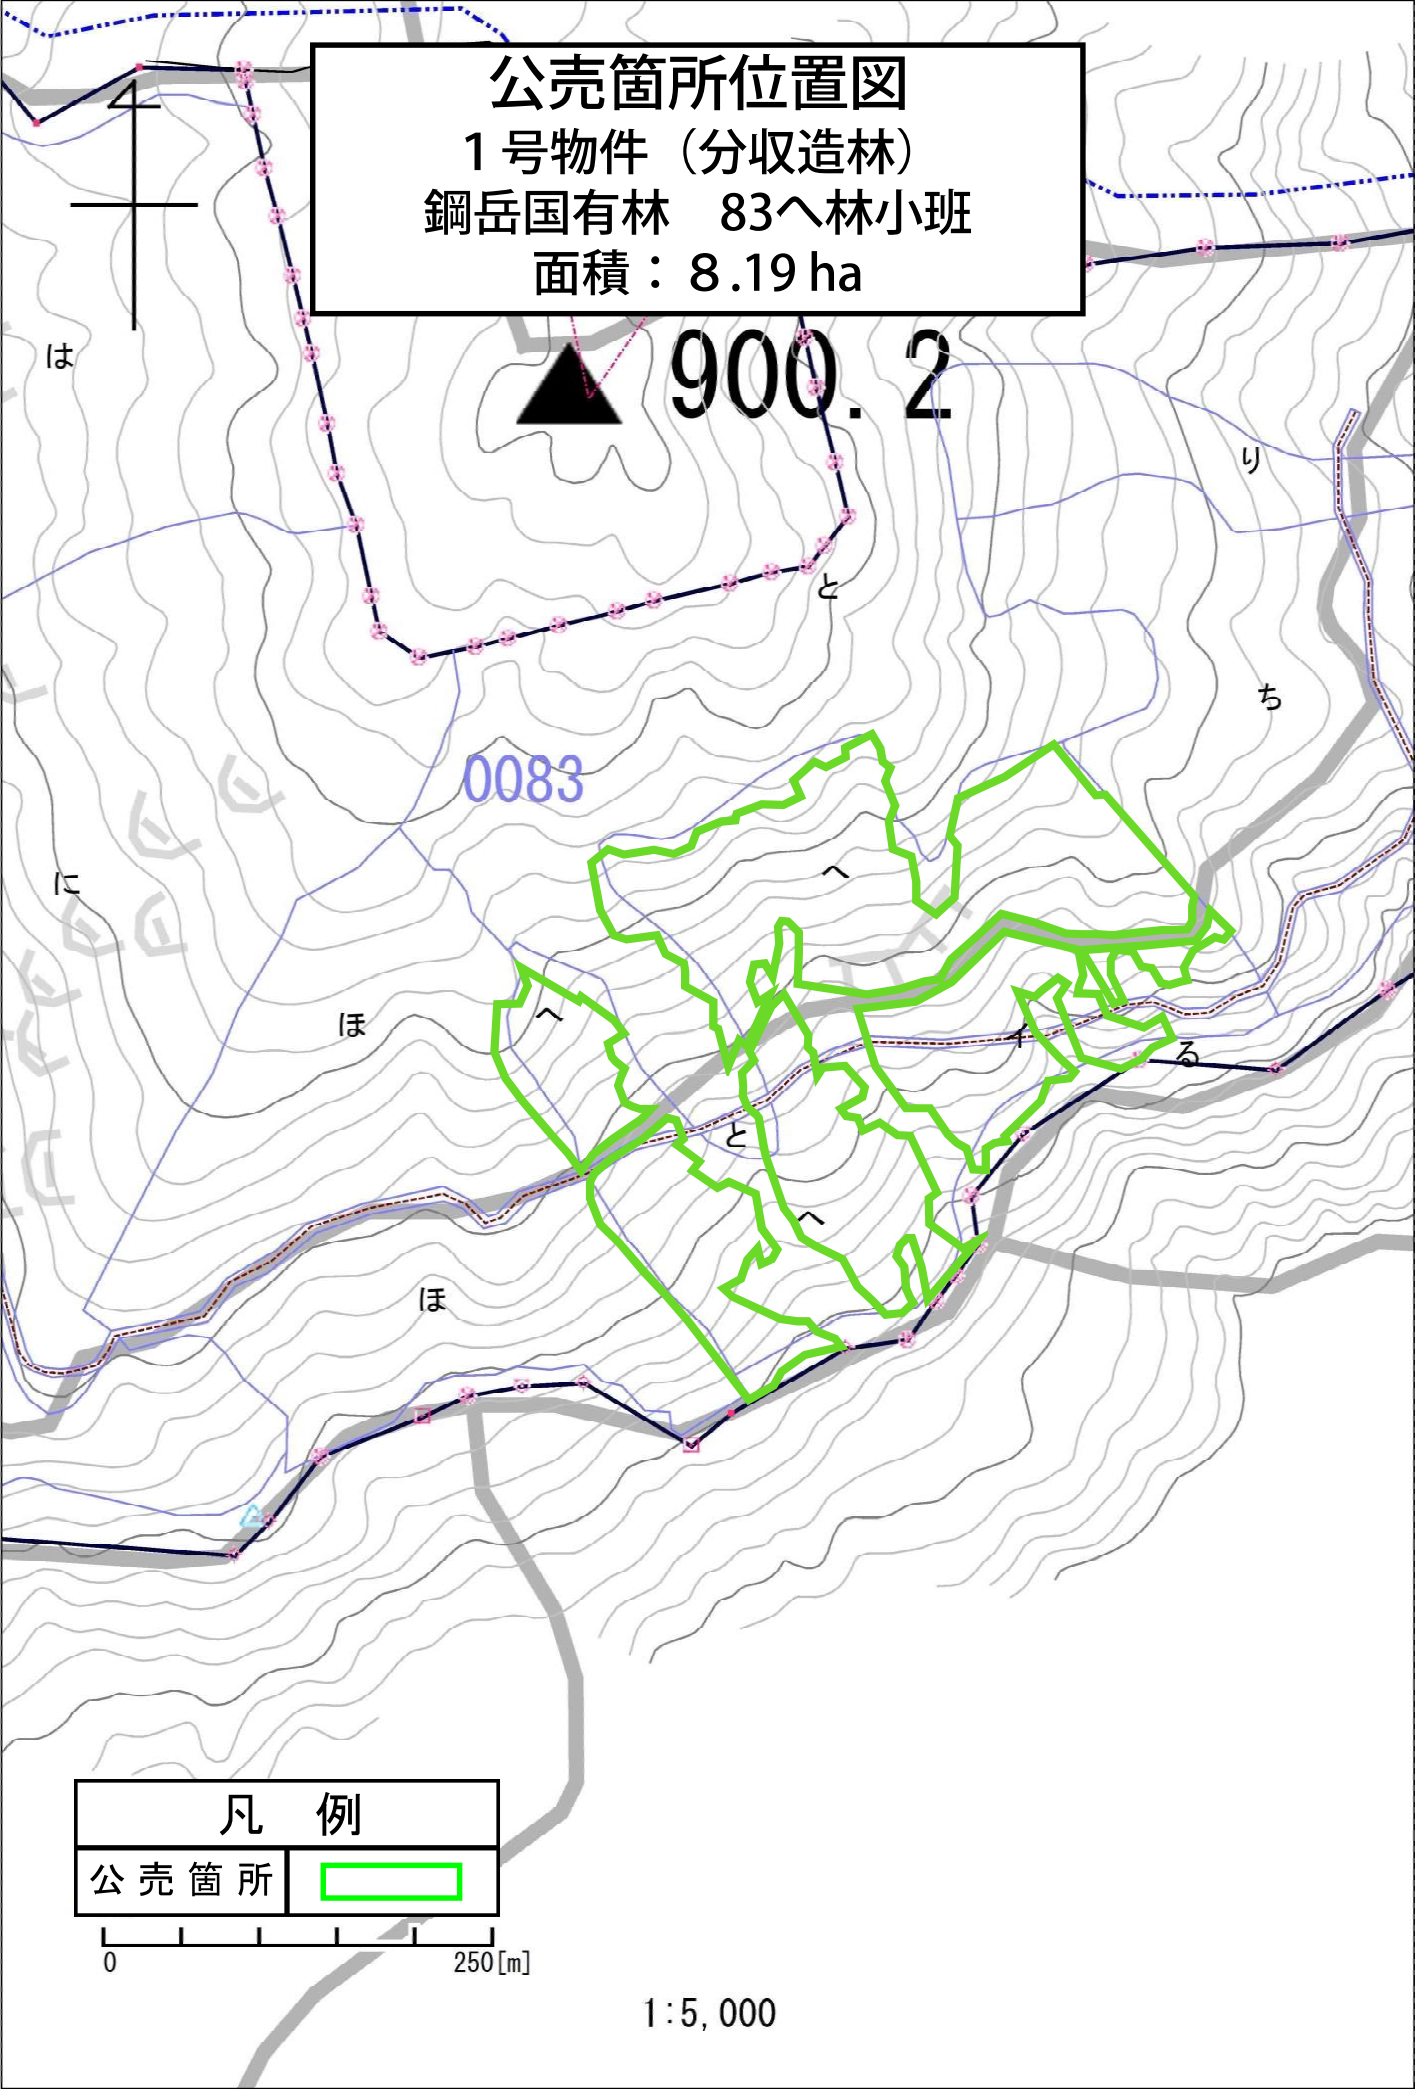 公売箇所位置図
１号物件（分収造林）
鋼岳国有林　83へ林小班
面積：８.19 ha
900.2
は
り
と
ち
0083
へ
に
へ
ほ
イ
る
と
へ
ほ
凡　例
公売箇所
0 250[m]
1:5,000